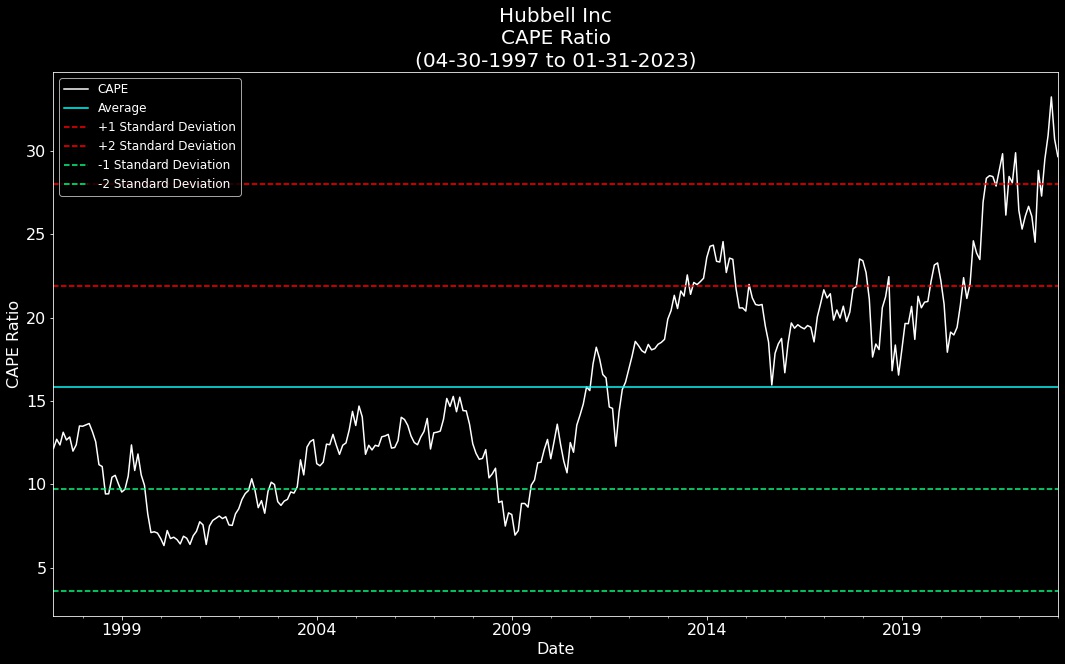 Hubbell Inc
CAPE Ratio
(04-30-1997 to 01-31-2023)
CAPE
Average
+1 Standard Deviation
+2 Standard Deviation
-1 Standard Deviation
-2 Standard Deviation
30
25
20
15
10
5
CAPE Ratio
1999 2004 2009 2014 2019
Date